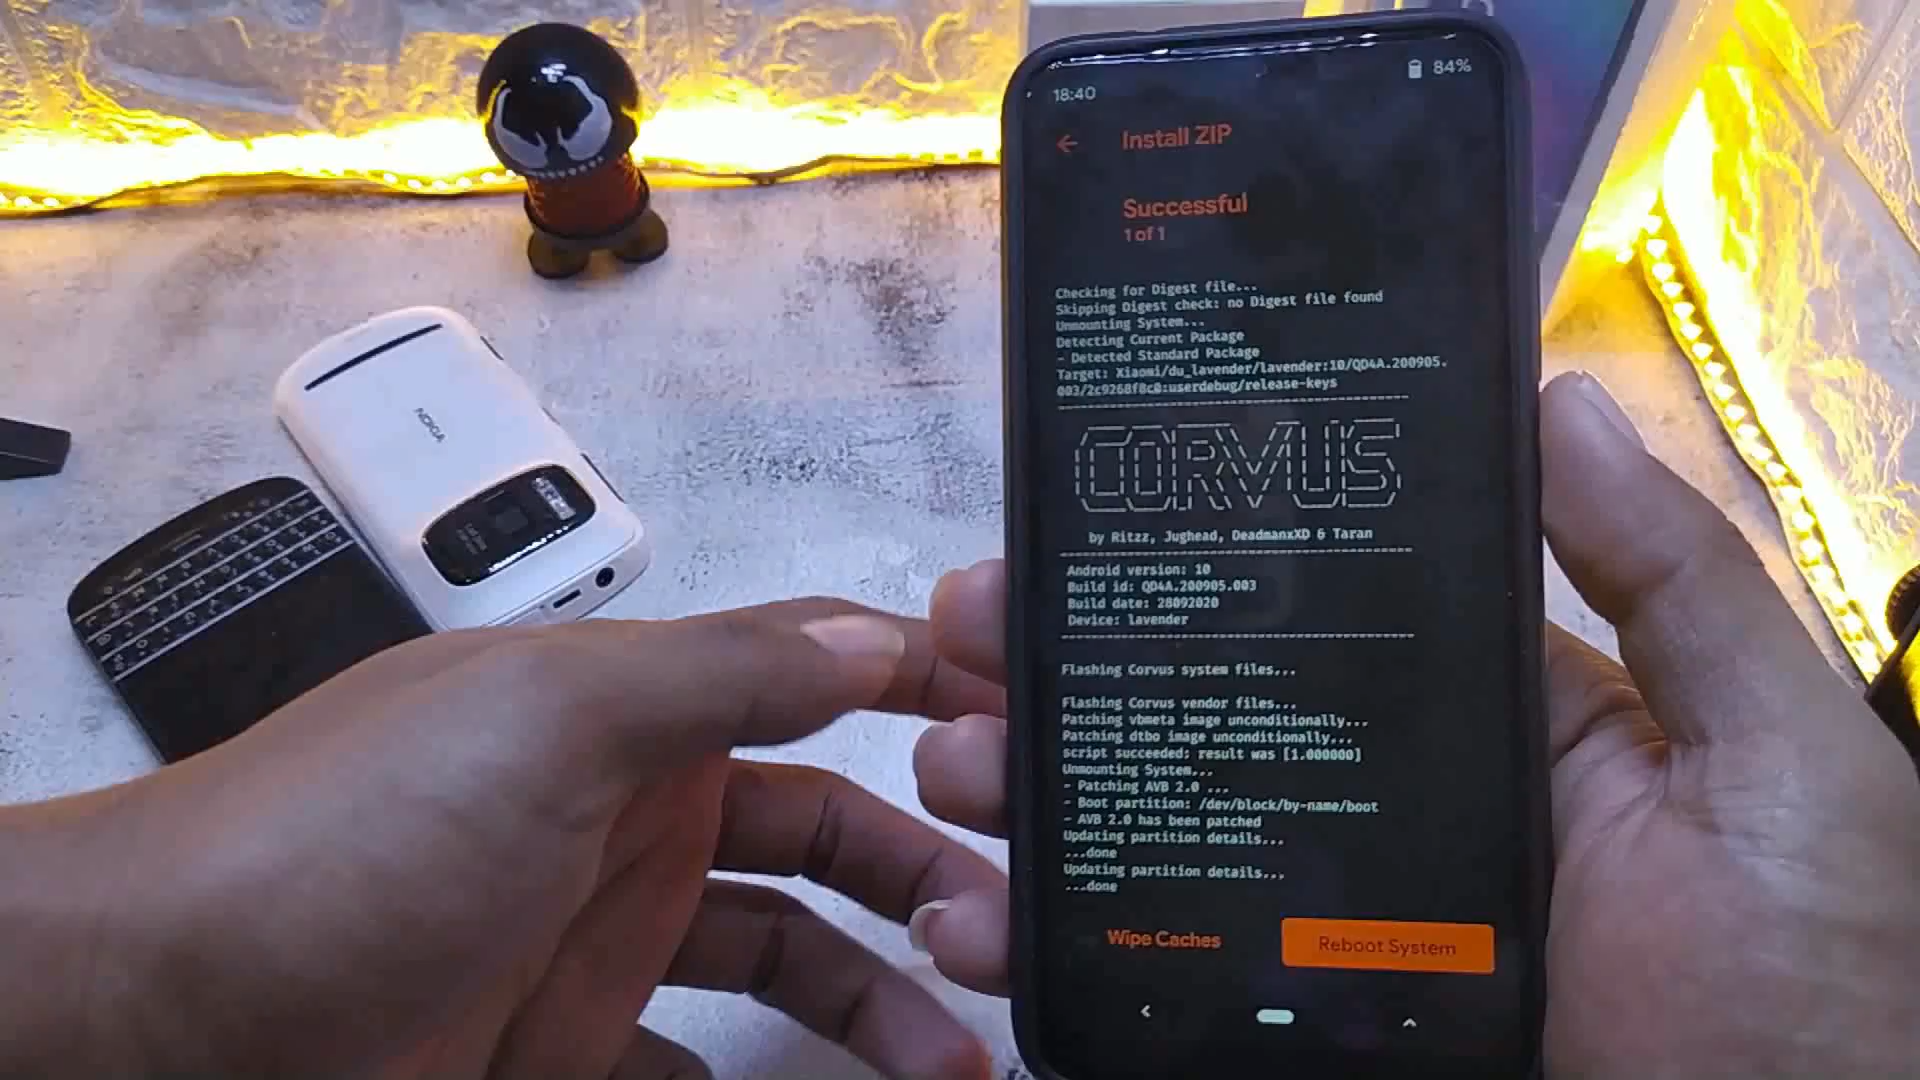 18:40
84%
Install ZIP
Successful
1 of 1
Checking for Digest file...
Skipping Digest check: no Digest file found
Unmounting System...
Detecting Current Package
- Detected Standard Package
Target: Xiaomi/du_lavender/lavender:10/QD4A.200905.
003/2c9268f8c0:userdebug/release-keys
CORVUS
by Ritzz, Jughead, DeadmanxXD & Taran
Android version: 10
Build id: QD4A.200905.003
Build date: 28092020
Device: lavender
Flashing Corvus system files...
Flashing Corvus vendor files...
Patching vbmeta image unconditionally...
Patching dtbo image unconditionally...
script succeeded: result was [1.000000]
Unmounting System...
- Patching AVB 2.0 ...
- Boot partition: /dev/block/by-name/boot
- AVB 2.0 has been patched
Updating partition details...
...done
Updating partition details...
...done
Wipe Caches
Reboot System
NOKIA